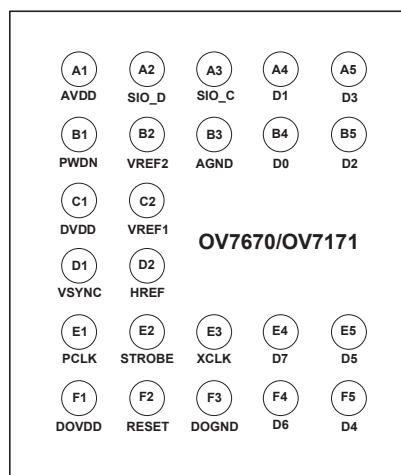 A1 A2 A3 A4 A5
AVDD SIO_D SIO_C D1 D3
B1 B2 B3 B4 B5
PWDN VREF2 AGND D0 D2
C1 C2
DVDD VREF1
OV7670/OV7171
D1 D2
VSYNC HREF
E1 E2 E3 E4 E5
PCLK STROBE XCLK D7 D5
F1 F2 F3 F4 F5
DOVDD RESET DOGND D6 D4